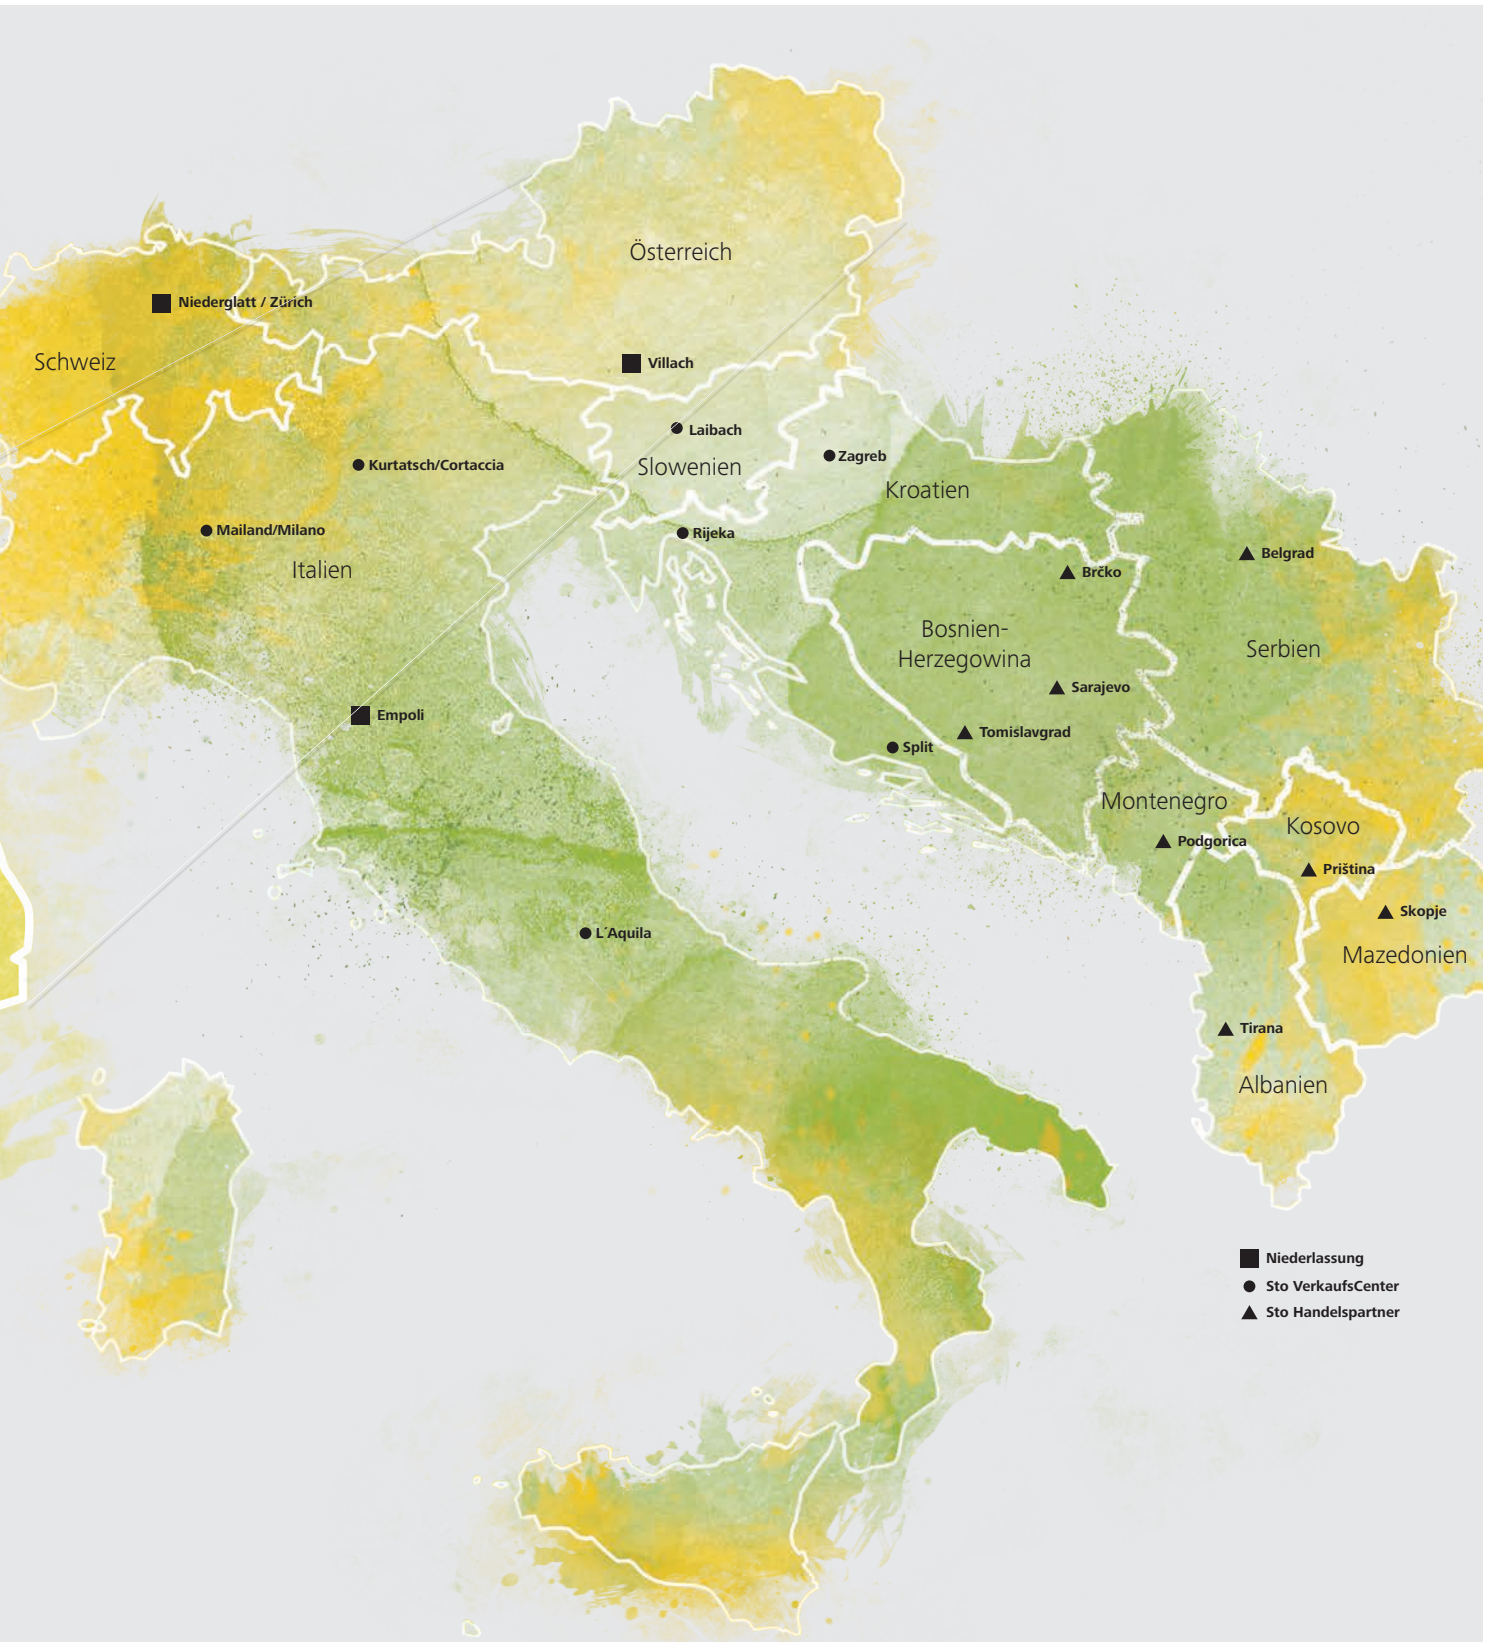 Österreich
Niederglatt / Zürich
Schweiz
Villach
Laibach
Slowenien
Zagreb
Kroatien
Kurtatsch/Cortaccia
Mailand/Milano
Rijeka
Italien
Belgrad
Brčko
Bosnien-
Herzegowina
Serbien
Sarajevo
Empoli
Tomislavgrad
Split
Montenegro
Kosovo
Podgorica
Priština
Skopje
L´Aquila
Mazedonien
Tirana
Albanien
Niederlassung
Sto VerkaufsCenter
Sto Handelspartner